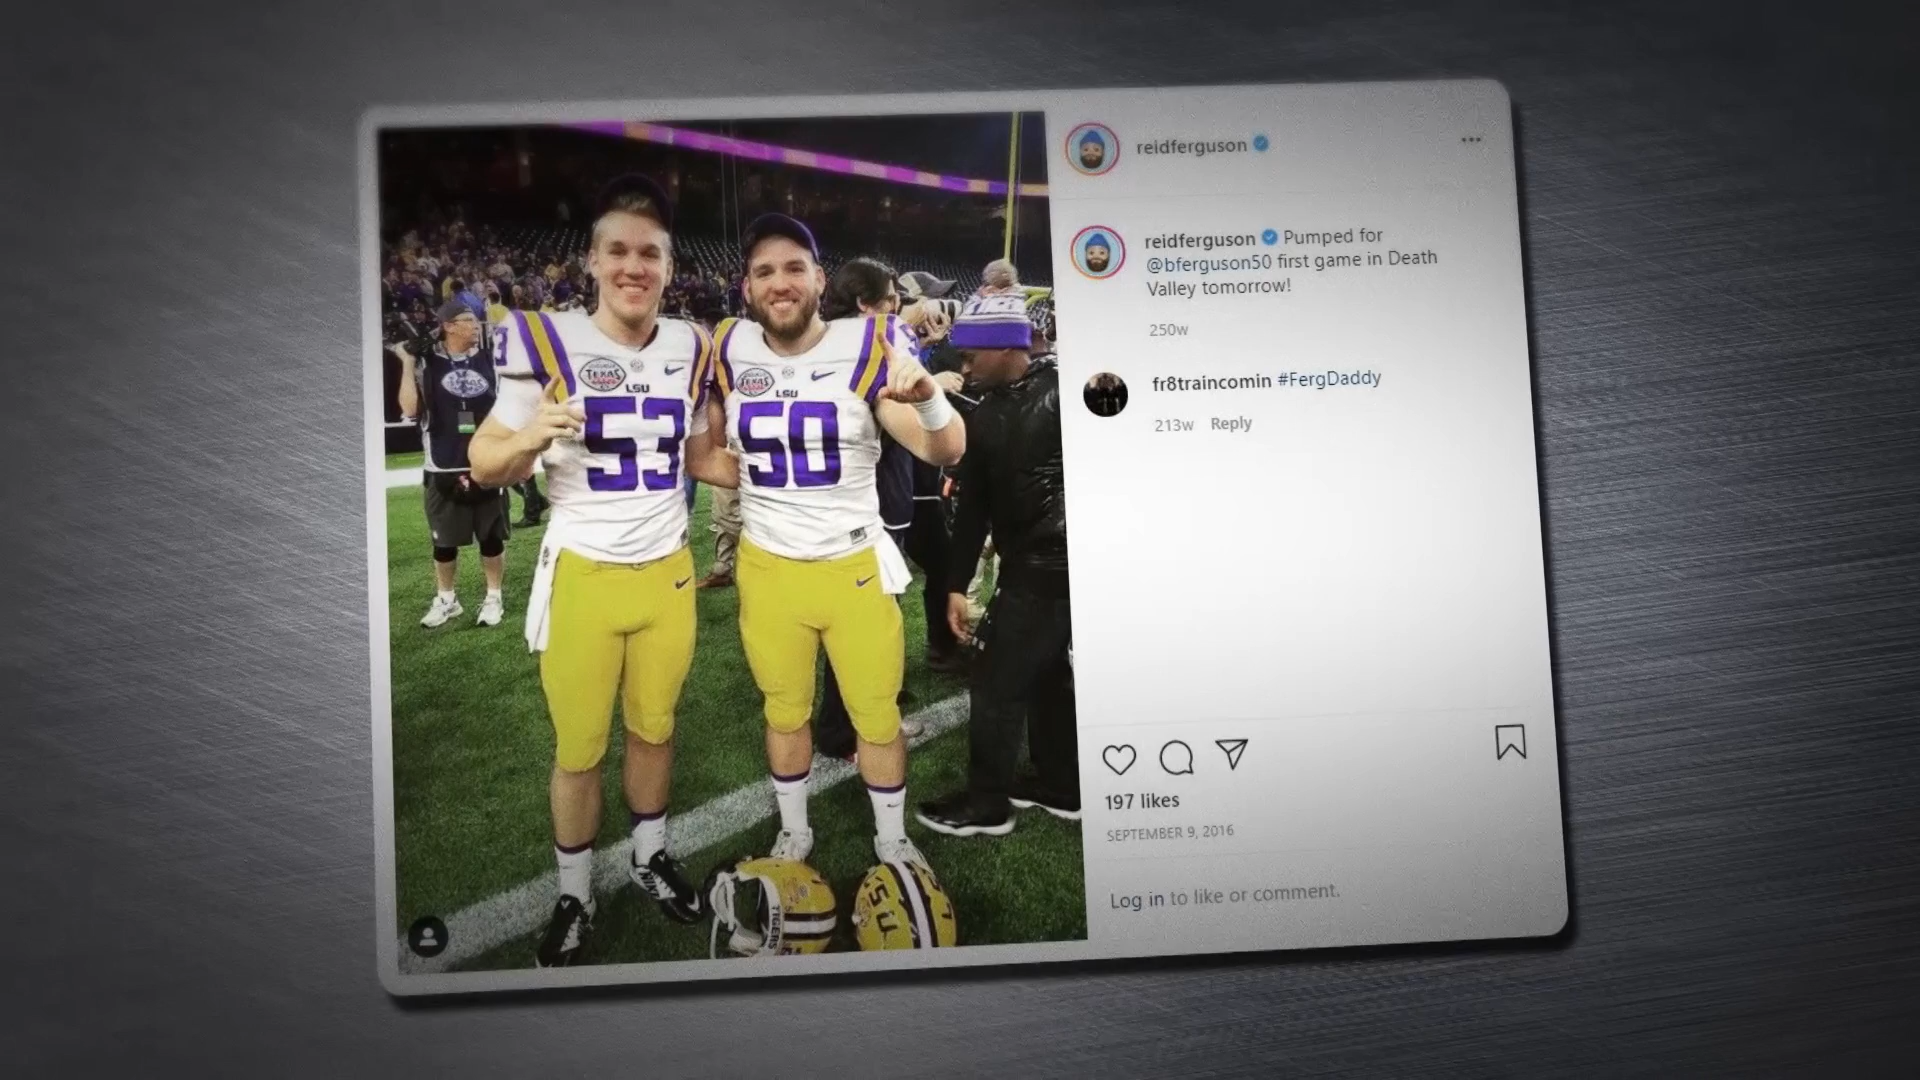 reidferguson
reidferguson Pumped for
@bferguson50 first game in Death
Valley tomorrow!
250w
fr8traincomin #FergDaddy
213w Reply
197 likes
SEPTEMBER 9, 2016
Log in to like or comment.
53
TEXAS
LSU
53
TEXAS
LSU
50
TIGERS
LSU